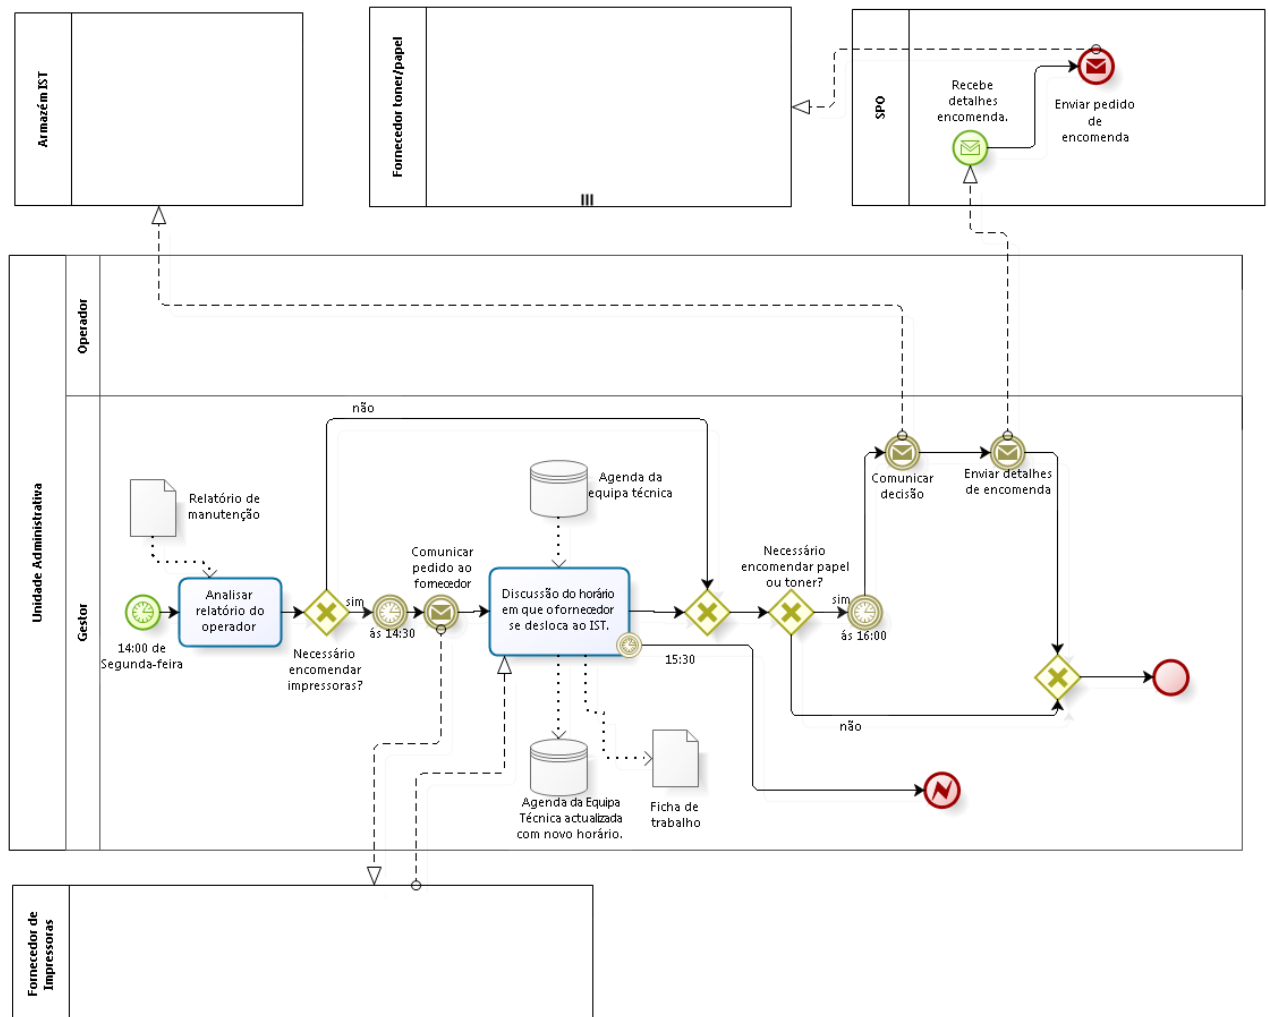 Armazém IST
Fornecedor toner/papel
SPO
Recebe
detalhes
encomenda.
Enviar pedido
de
encomenda
Unidade Administrativa
Operador
Gestor
não
Relatório de
manutenção
Agenda da
equipa técnica
Comunicar
decisão
Enviar detalhes
de encomenda
Comunicar
pedido ao
fornecedor
Necessário
encomendar papel
ou toner?
Analisar
relatório do
operador
Discussão do horário
em que o fornecedor
se desloca ao IST.
sim
sim
ás 14:30
ás 16:00
14:00 de
Segunda-feira
Necessário
encomendar
impressoras?
15:30
não
Agenda da Equipa
Técnica actualizada
com novo horário.
Ficha de
trabalho
Fornecedor de
Impressoras